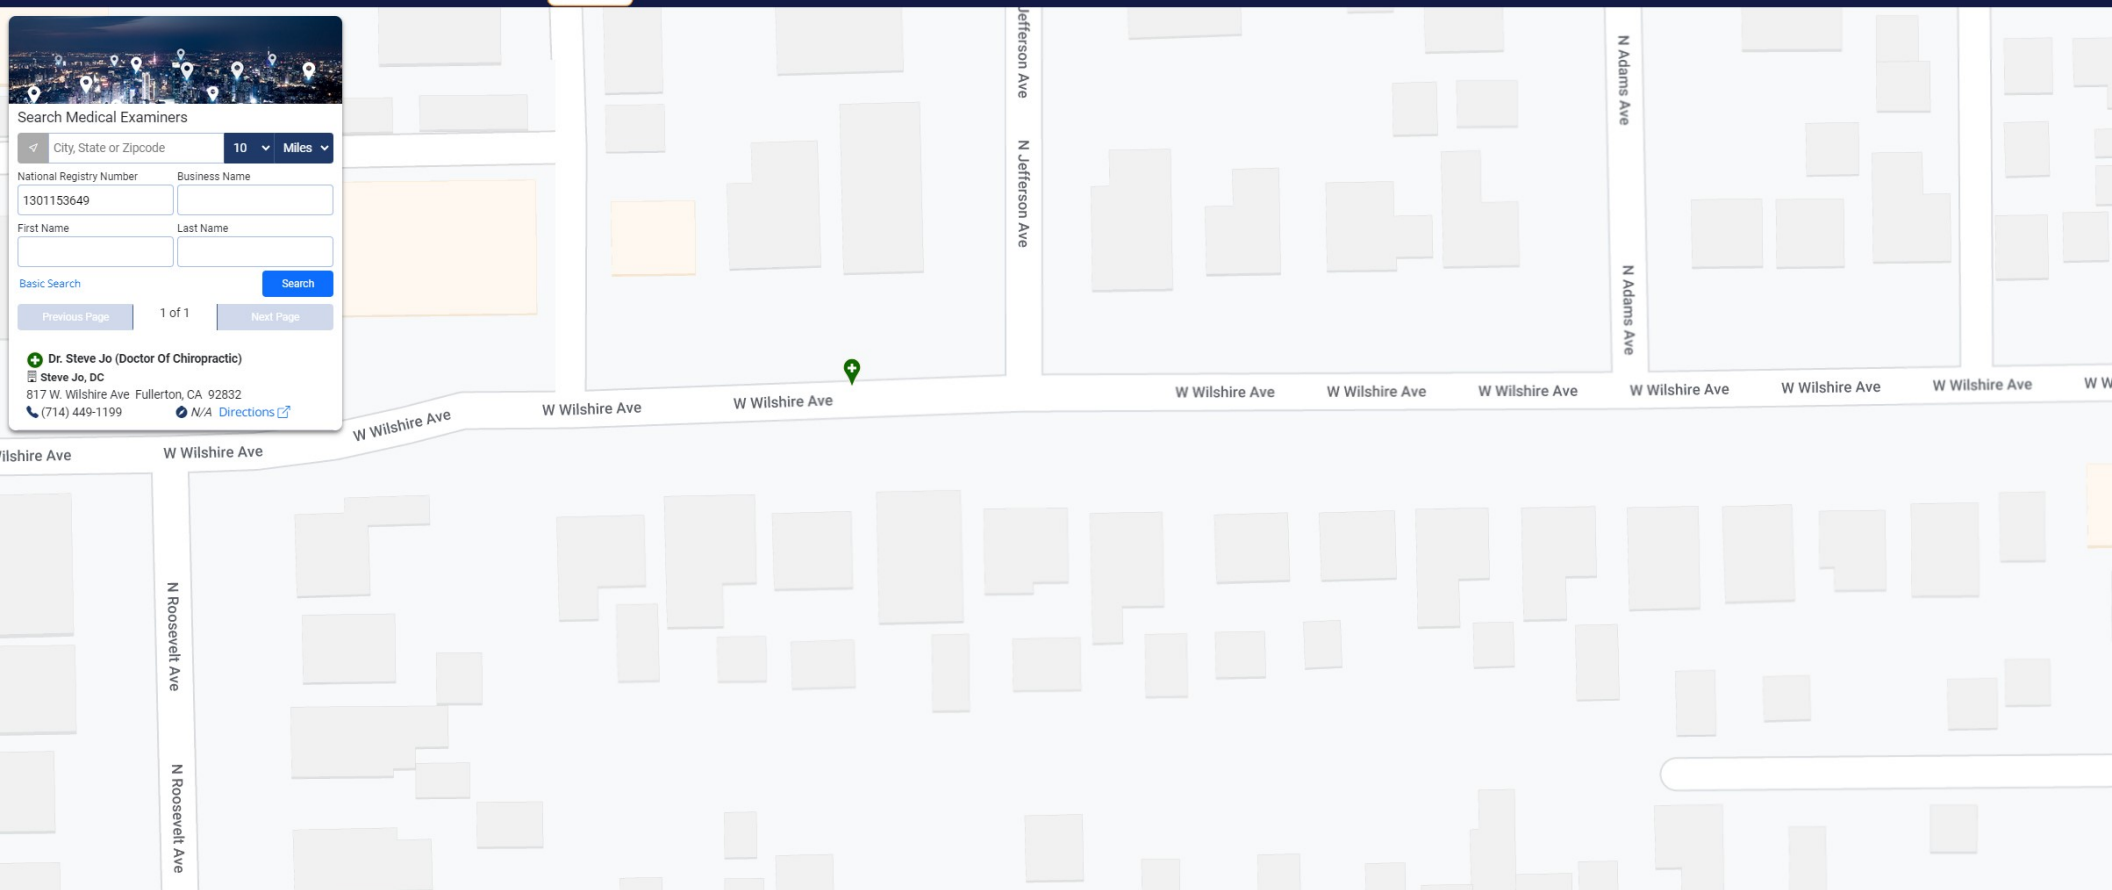 Search Medical Examiners
City, State or Zipcode 10 Miles
National Registry Number Business Name
1301153649
First Name Last Name
Basic Search Search
Previous Page 1 of 1 Next Page
Dr. Steve Jo (Doctor Of Chiropractic)
Steve Jo, DC
817 W. Wilshire Ave Fullerton, CA 92832
(714) 449-1199 N/A Directions
Jefferson Ave
N Jefferson Ave
N Adams Ave
N Adams Ave
W Wilshire Ave
W Wilshire Ave
W Wilshire Ave
W Wilshire Ave
W Wilshire Ave
W Wilshire Ave
W Wilshire Ave
W Wilshire Ave
W Wilshire Ave
W Wilshire Ave
W W
ilshire Ave
N Roosevelt Ave
N Roosevelt Ave